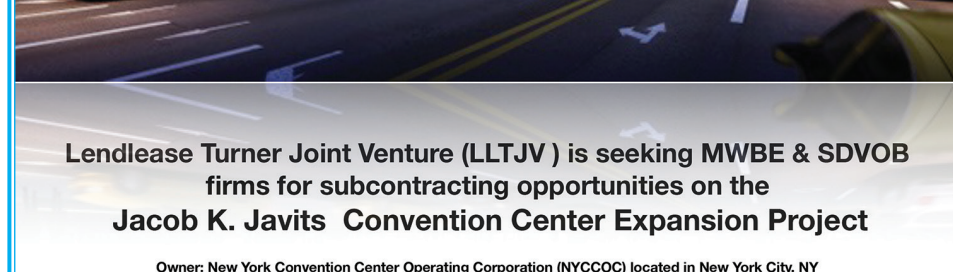 Lendlease Turner Joint Venture (LLTJV ) is seeking MWBE & SDVOB
firms for subcontracting opportunities on the
Jacob K. Javits  Convention Center Expansion Project
Owner: New York Convention Center Operating Corporation (NYCCOC) located in New York City, NY